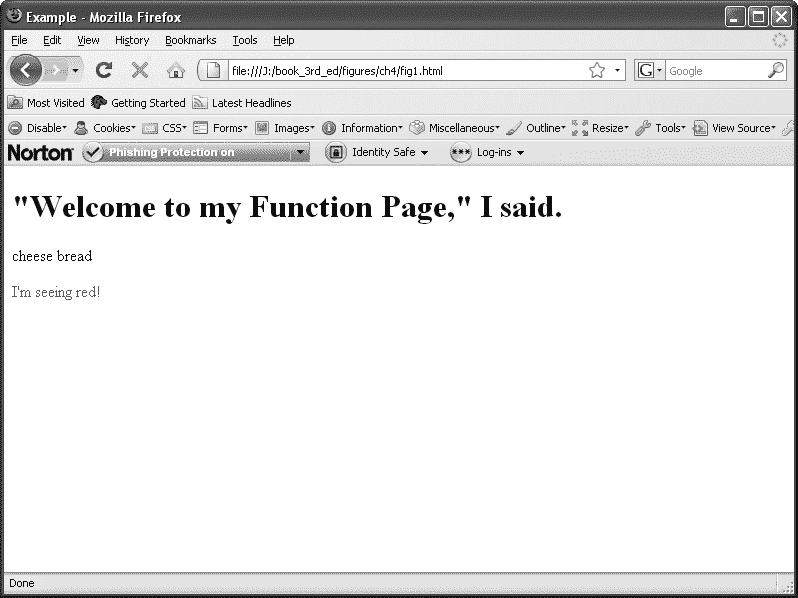 Example - Mozilla Firefox
File Edit View History Bookmarks Tools Help
file:///J:/book_3rd_ed/figures/ch4/fig1.html G Google
Most Visited Getting Started Latest Headlines
Disable Cookies CSS Forms Images Information Miscellaneous Outline Resize Tools View Source
Norton Phishing Protection on Identity Safe Log-ins
"Welcome to my Function Page," I said.
cheese bread
I'm seeing red!
Done